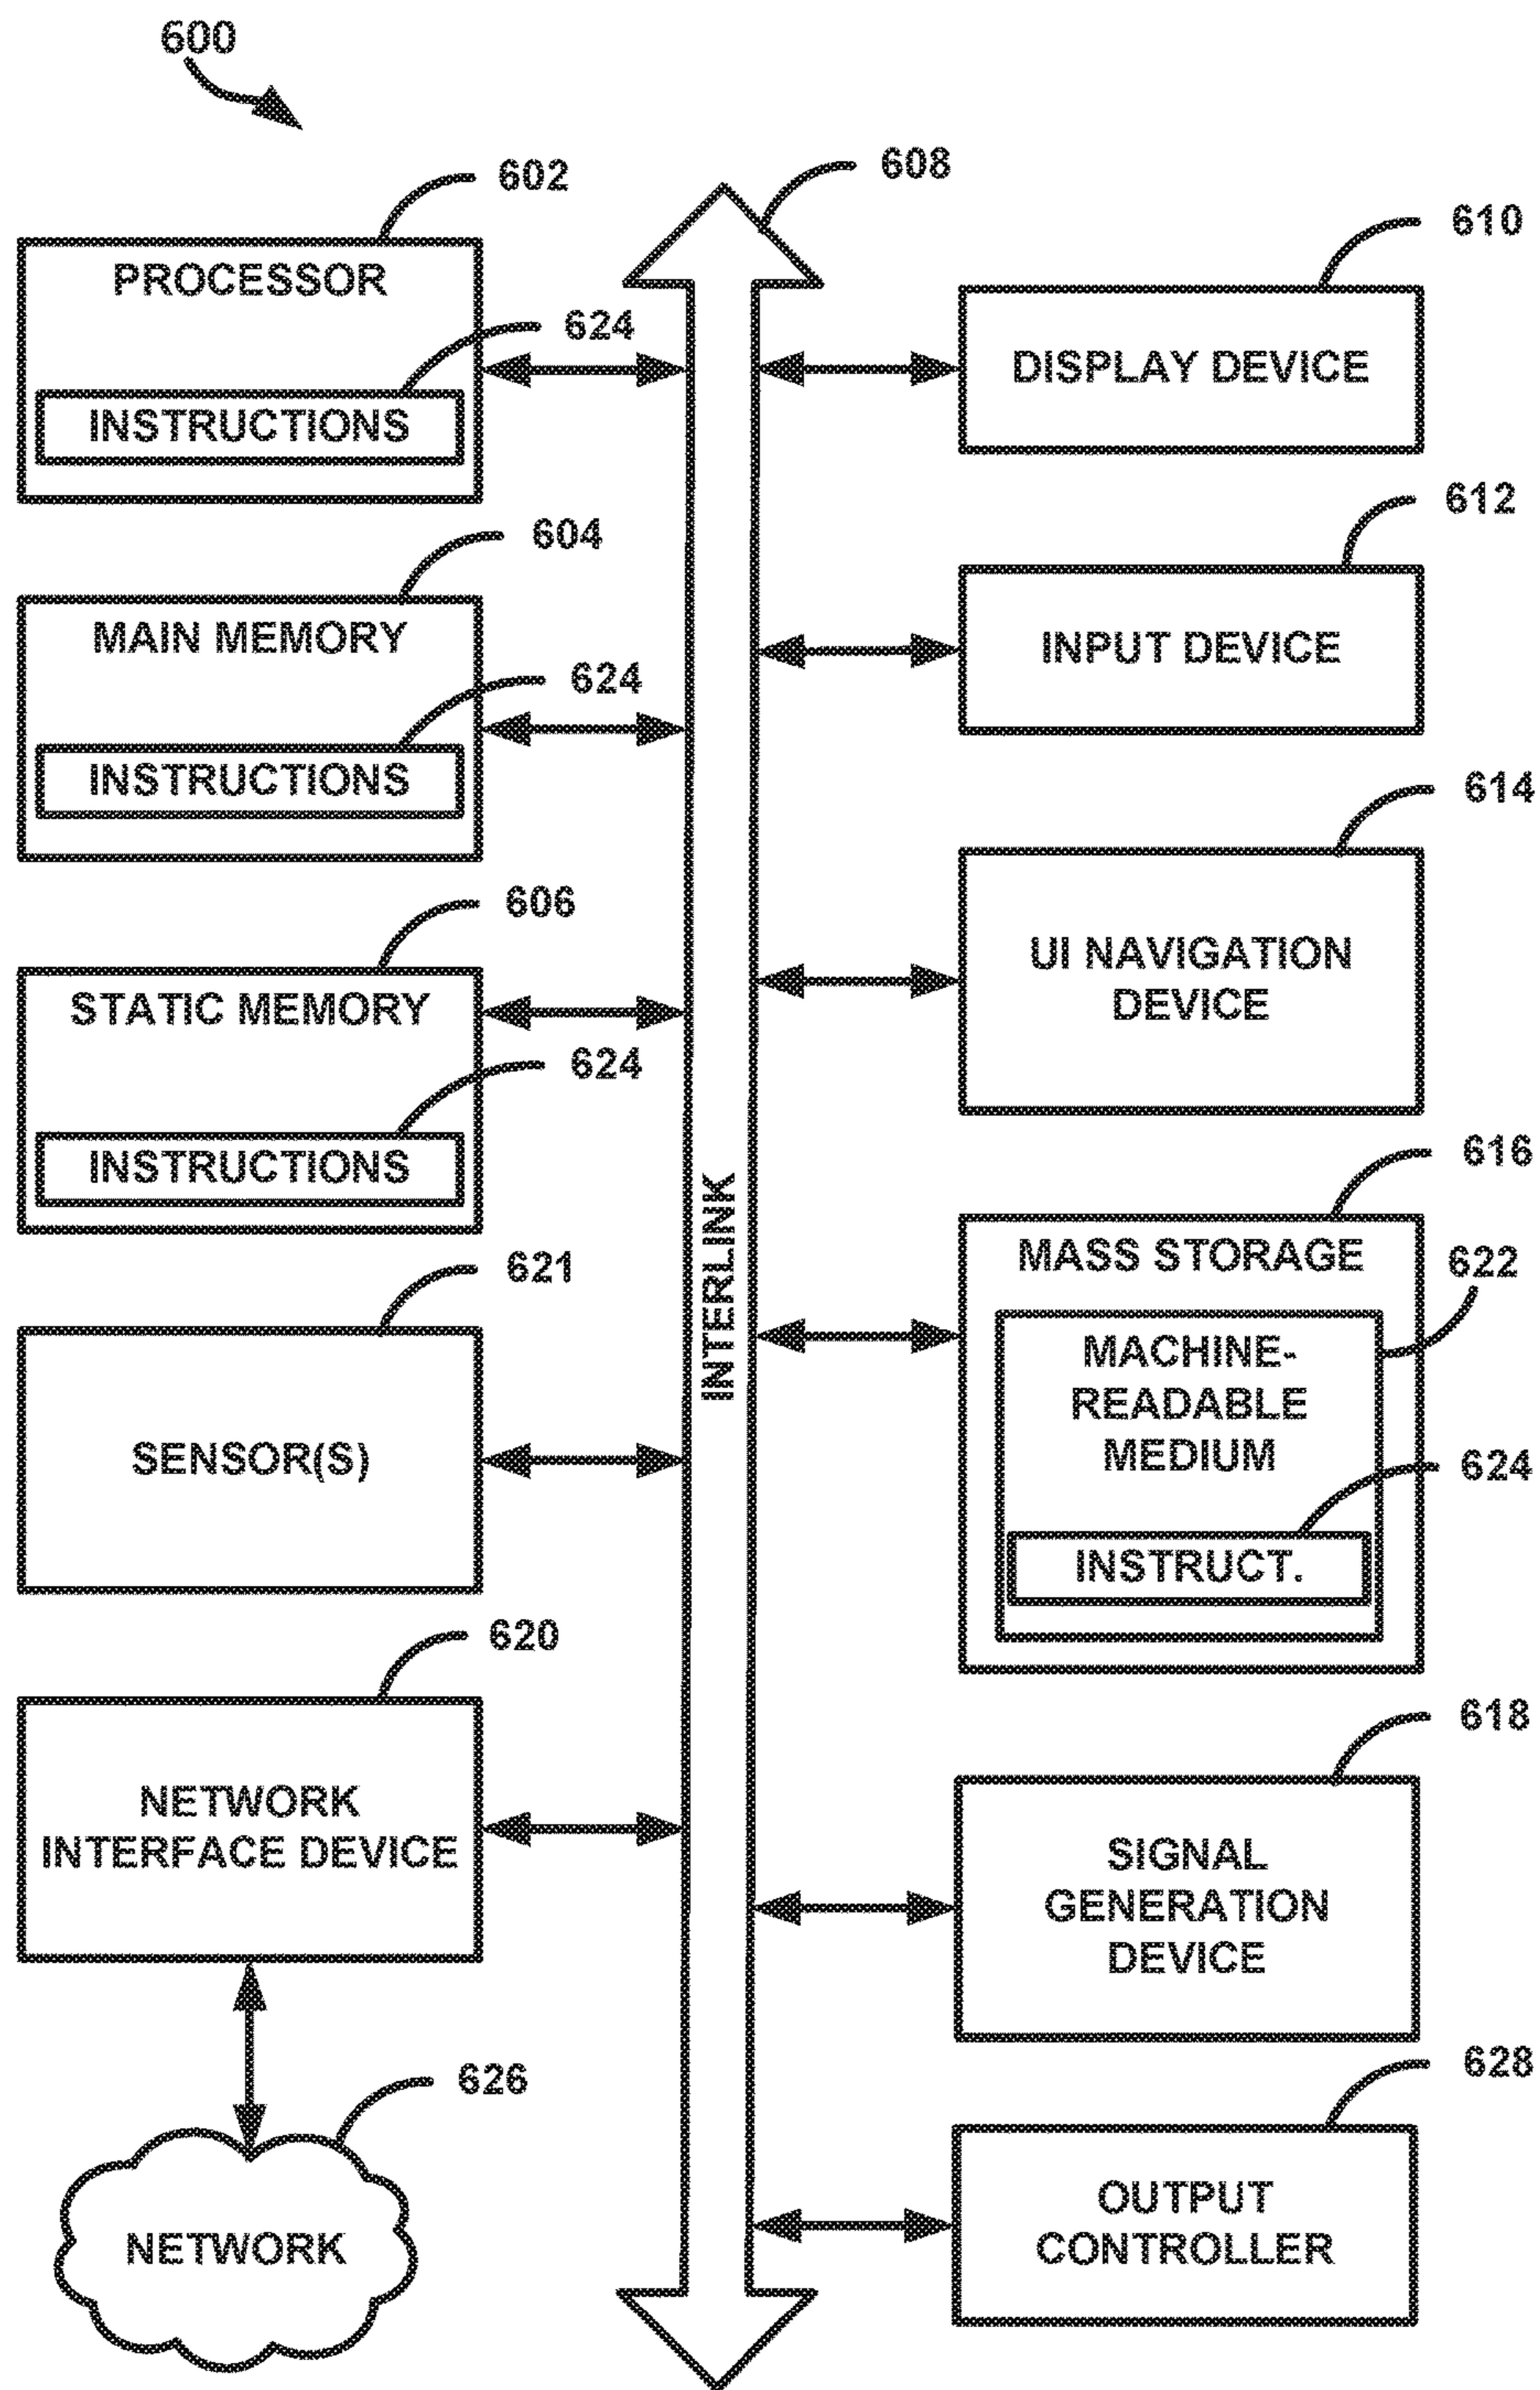 600
602
PROCESSOR
624
INSTRUCTIONS
604
MAIN MEMORY
624
INSTRUCTIONS
606
STATIC MEMORY
624
INSTRUCTIONS
621
SENSOR(S)
620
NETWORK
INTERFACE DEVICE
626
NETWORK
608
INTERLINK
610
DISPLAY DEVICE
612
INPUT DEVICE
614
UI NAVIGATION
DEVICE
616
MASS STORAGE
622
MACHINE-
READABLE
MEDIUM
624
INSTRUCT.
618
SIGNAL
GENERATION
DEVICE
628
OUTPUT
CONTROLLER